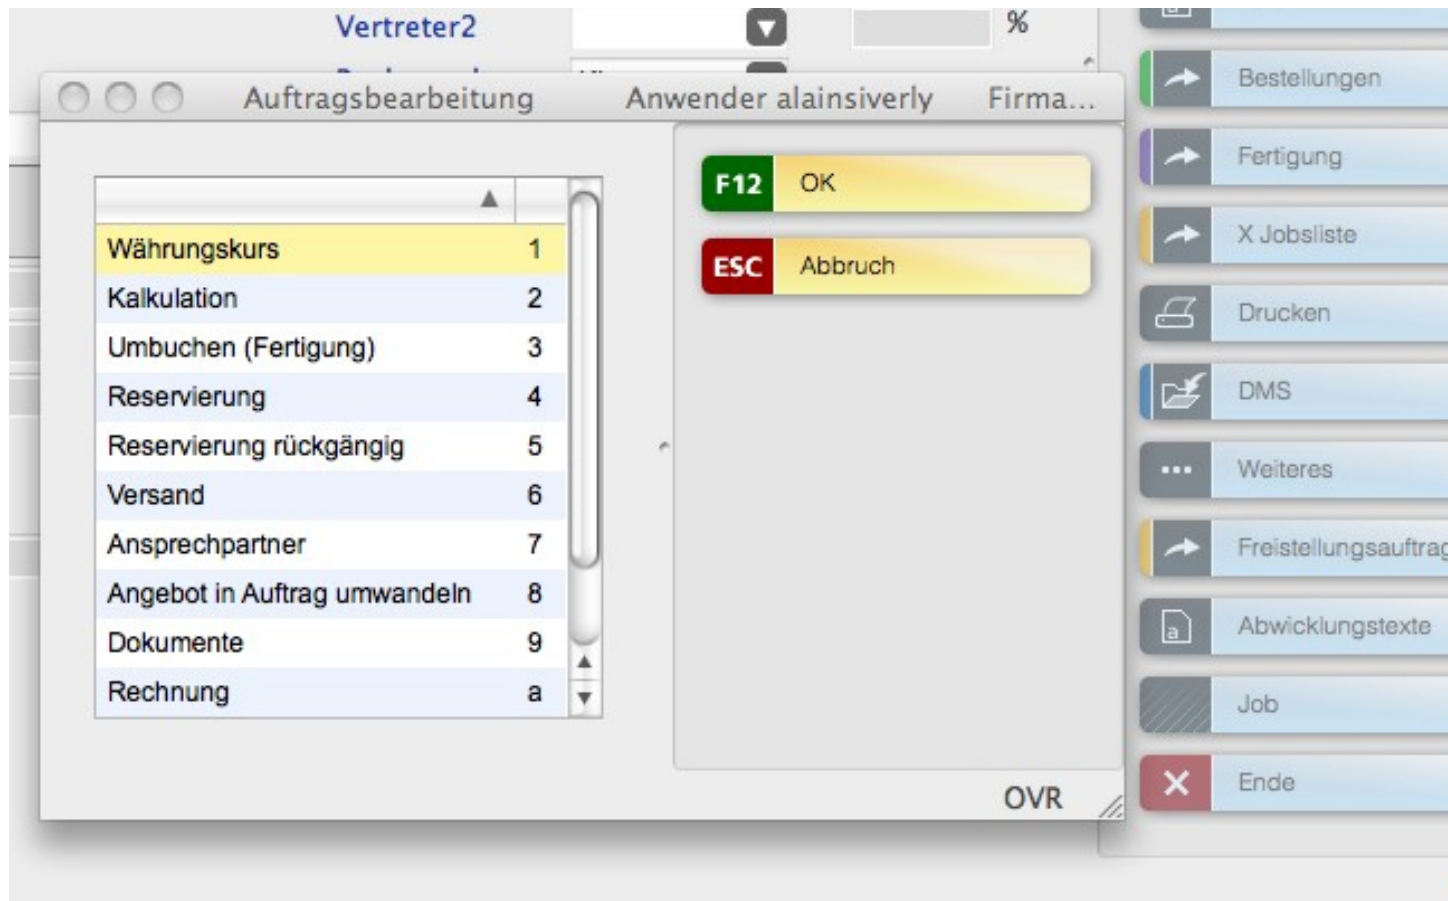 Vertreter2 %
Auftragsbearbeitung Anwender alainsiverly Firma...
Währungskurs 1
Kalkulation 2
Umbuchen (Fertigung) 3
Reservierung 4
Reservierung rückgängig 5
Versand 6
Ansprechpartner 7
Angebot in Auftrag umwandeln 8
Dokumente 9
Rechnung a
F12 OK
ESC Abbruch
OVR
Bestellungen
Fertigung
X Jobsliste
Drucken
DMS
Weiteres
Freistellungsauftrag
a Abwicklungstexte
Job
Ende